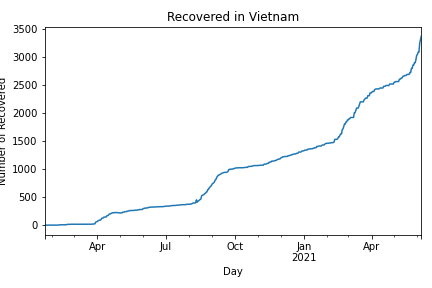 Recovered in Vietnam
3500
3000
2500
2000
1500
1000
500
0
Number of Recovered
Apr
Jul
Oct
Jan
2021
Apr
Day